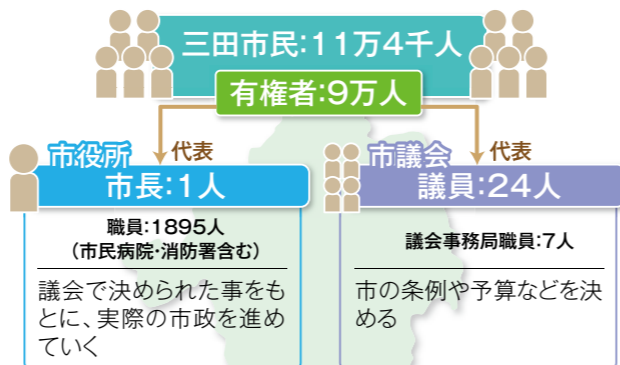 三田市民:11万4千人
有権者:9万人
市役所
代表
市長:1人
職員:1895人
(市民病院・消防署含む)
議会で決められた事をも
とに、実際の市政を進め
ていく
市議会
代表
議員:24人
議会事務局職員:7人
市の条例や予算などを決
める